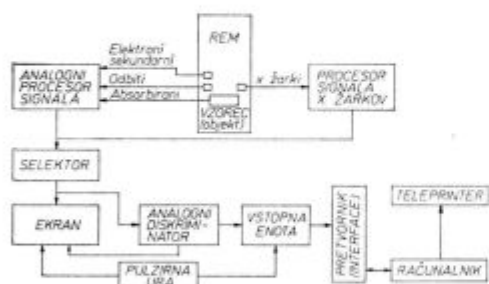 Elektroni
sekundarni
REM
ANALOGNI
PROCESOR
SIGNALA
Odbiti
Absorbirani
x žarki
PROCESOR
SIGNALA
X ŽARKOV
VZOREC
(objekt)
SELEKTOR
EKRAN
ANALOGNI
DISKRIMI-
NATOR
VSTOPNA
ENOTA
PRETVORNIK
(INTERFACE)
TELEPRINTER
PULZIRNA
URA
RAČUNALNIK